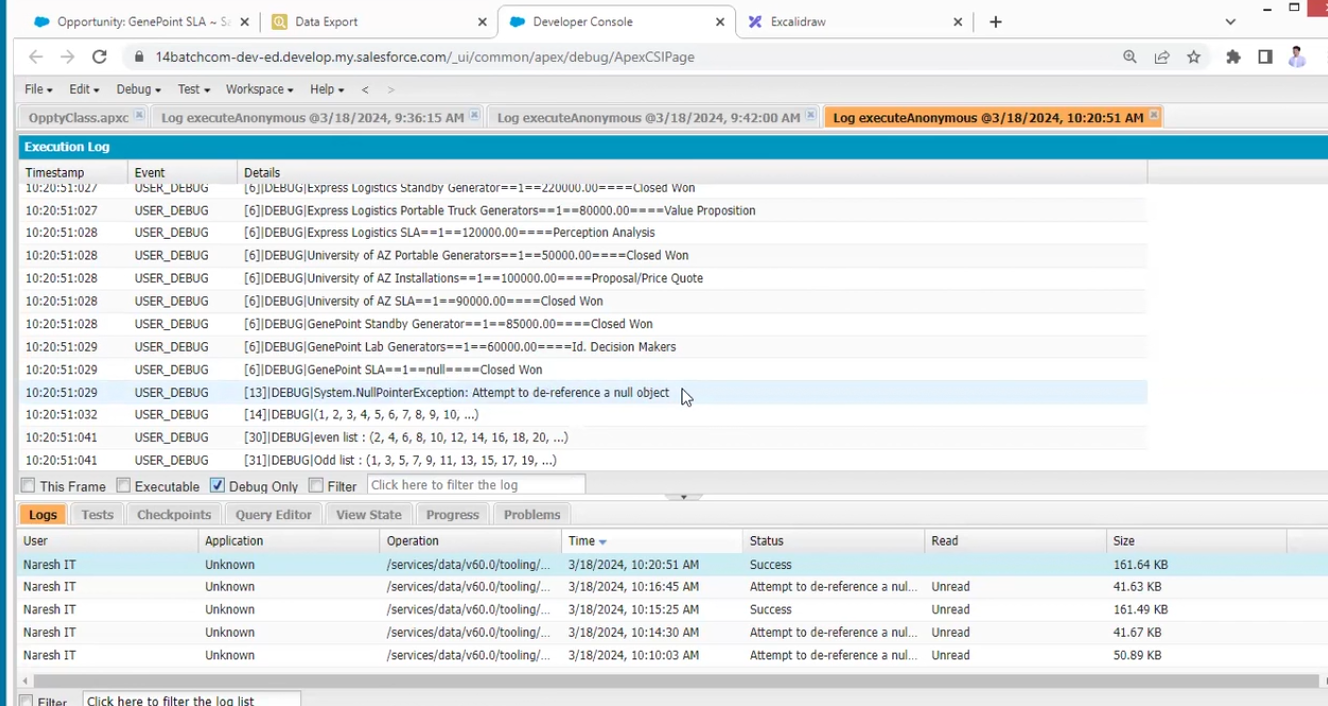 Opportunity: GenePoint SLA ~ Sa Data Export Developer Console Excalidraw
14batchcom-dev-ed.develop.my.salesforce.com/_ui/common/apex/debug/ApexCSIPage
File Edit Debug Test Workspace Help < >
OpptyClass.apxc Log executeAnonymous @3/18/2024, 9:36:15 AM Log executeAnonymous @3/18/2024, 9:42:00 AM Log executeAnonymous @3/18/2024, 10:20:51 AM
Execution Log
Timestamp Event Details
10:20:51:027 USER_DEBUG [6]|DEBUG|Express Logistics Standby Generator==1==220000.00====Closed Won
10:20:51:027 USER_DEBUG [6]|DEBUG|Express Logistics Portable Truck Generators==1==80000.00====Value Proposition
10:20:51:028 USER_DEBUG [6]|DEBUG|Express Logistics SLA==1==120000.00====Perception Analysis
10:20:51:028 USER_DEBUG [6]|DEBUG|University of AZ Portable Generators==1==50000.00====Closed Won
10:20:51:028 USER_DEBUG [6]|DEBUG|University of AZ Installations==1==100000.00====Proposal/Price Quote
10:20:51:028 USER_DEBUG [6]|DEBUG|University of AZ SLA==1==90000.00====Closed Won
10:20:51:028 USER_DEBUG [6]|DEBUG|GenePoint Standby Generator==1==85000.00====Closed Won
10:20:51:029 USER_DEBUG [6]|DEBUG|GenePoint Lab Generators==1==60000.00====Id. Decision Makers
10:20:51:029 USER_DEBUG [6]|DEBUG|GenePoint SLA==1==null====Closed Won
10:20:51:029 USER_DEBUG [13]|DEBUG|System.NullPointerException: Attempt to de-reference a null object
10:20:51:032 USER_DEBUG [14]|DEBUG|(1, 2, 3, 4, 5, 6, 7, 8, 9, 10, ...)
10:20:51:041 USER_DEBUG [30]|DEBUG|even list : (2, 4, 6, 8, 10, 12, 14, 16, 18, 20, ...)
10:20:51:041 USER_DEBUG [31]|DEBUG|Odd list : (1, 3, 5, 7, 9, 11, 13, 15, 17, 19, ...)
This Frame Executable Debug Only Filter Click here to filter the log
Logs Tests Checkpoints Query Editor View State Progress Problems
User Application Operation Time Status Read Size
Naresh IT Unknown /services/data/v60.0/tooling/... 3/18/2024, 10:20:51 AM Success 161.64 KB
Naresh IT Unknown /services/data/v60.0/tooling/... 3/18/2024, 10:16:45 AM Attempt to de-reference a nul... Unread 41.63 KB
Naresh IT Unknown /services/data/v60.0/tooling/... 3/18/2024, 10:15:25 AM Success Unread 161.49 KB
Naresh IT Unknown /services/data/v60.0/tooling/... 3/18/2024, 10:14:30 AM Attempt to de-reference a nul... Unread 41.67 KB
Naresh IT Unknown /services/data/v60.0/tooling/... 3/18/2024, 10:10:03 AM Attempt to de-reference a nul... Unread 50.89 KB
Filter Click here to filter the log list